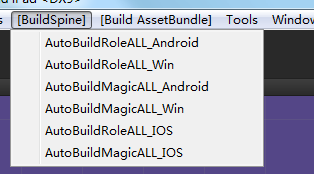 [BuildSpine] [Build AssetBundle] Tools Window
AutoBuildRoleALL_Android
AutoBuildRoleALL_Win
AutoBuildMagicALL_Android
AutoBuildMagicALL_Win
AutoBuildRoleALL_IOS
AutoBuildMagicALL_IOS